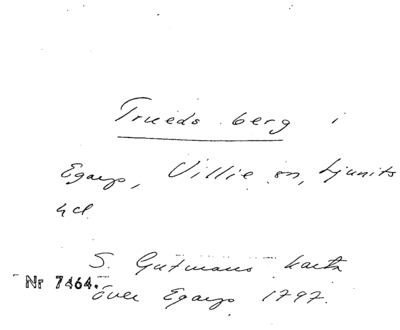 Trueds berg i
Egarp, Villie sn, Ljunits
hd
S. Gutmans karta
Nr 7464.
över Egarp 1797.